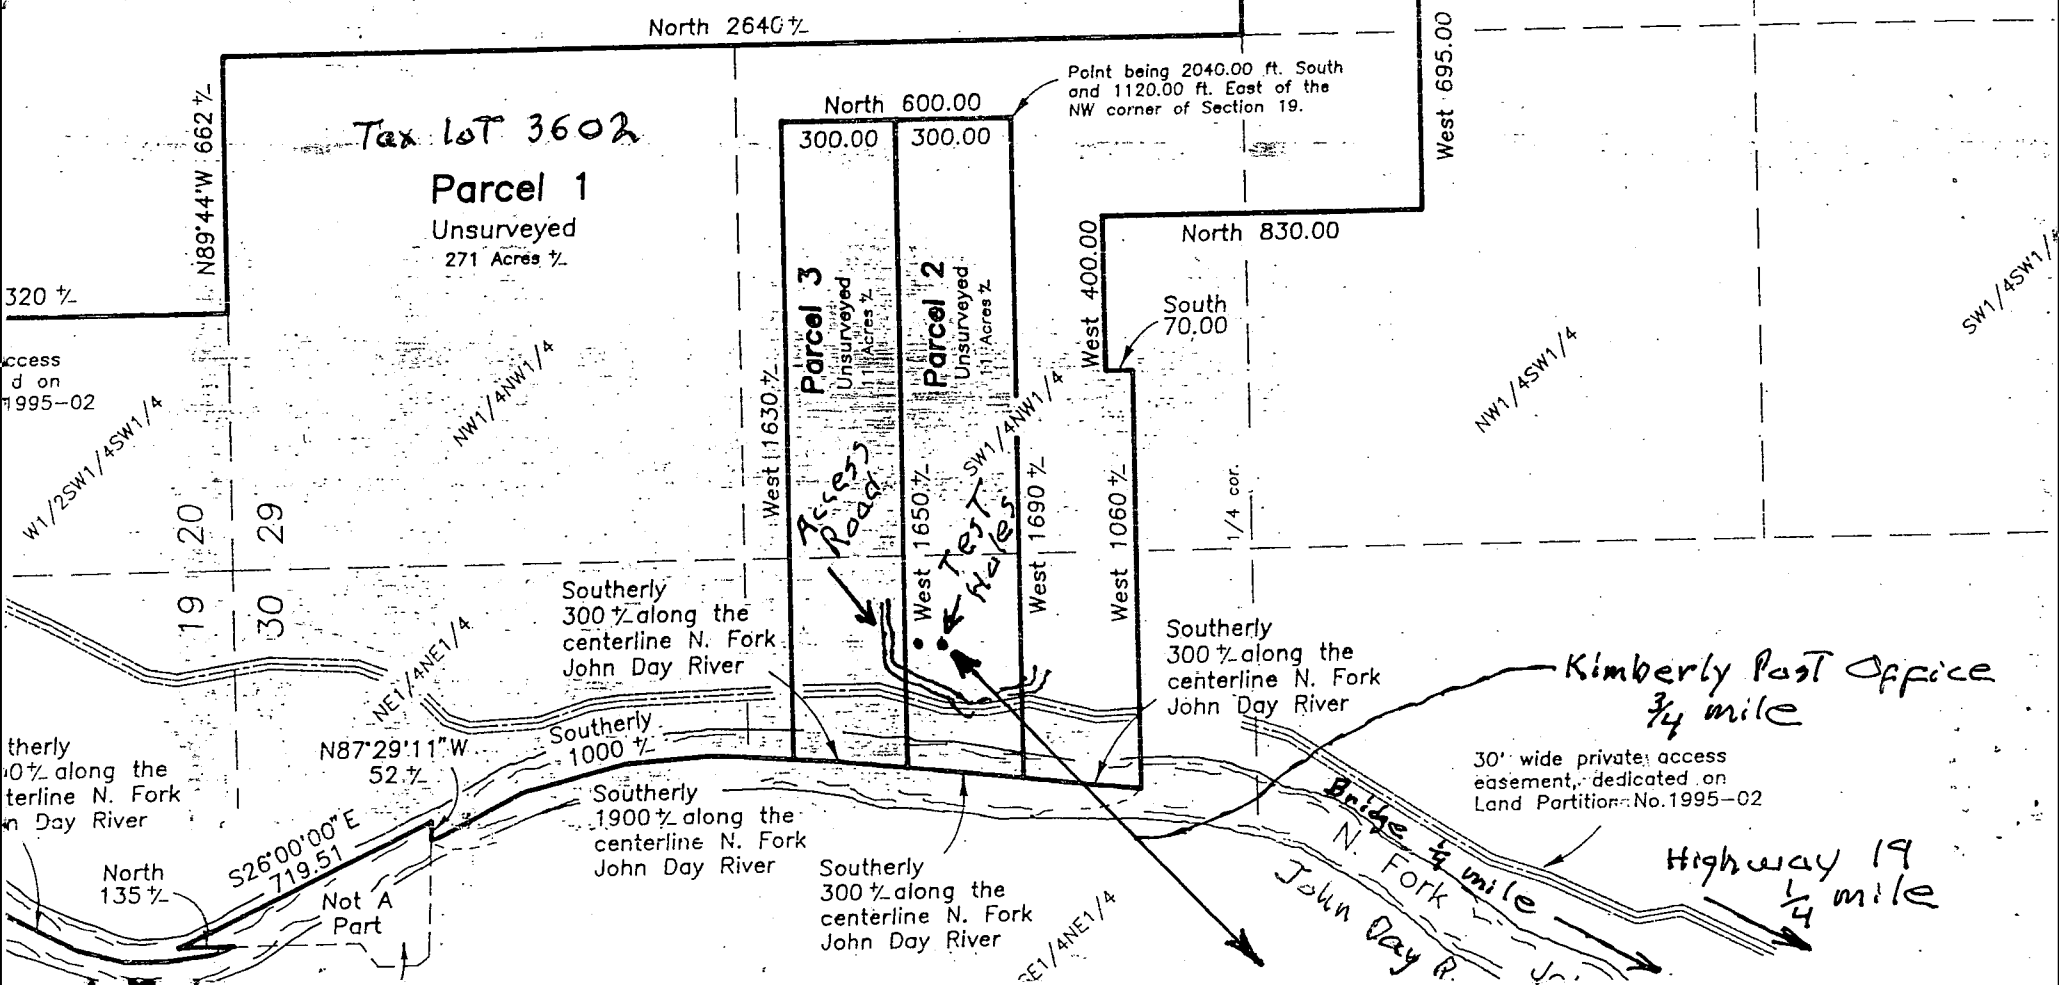 North 2640 +/-
West 695.00
Point being 2040.00 ft. South
and 1120.00 ft. East of the
NW corner of Section 19.
N89°44'W 662 +/-
Tax LoT 3602
North 600.00
300.00
300.00
Parcel 1
Unsurveyed
271 Acres +/-
North 830.00
West 400.00
South
70.00
320 +/-
Parcel 3
Unsurveyed
11 Acres +/-
Parcel 2
Unsurveyed
11 Acres +/-
SW1/4SW1/
ccess
d on
1995-02
W1/2SW1/4SW1/4
NW1/4NW1/4
West 1630 +/-
SW1/4NW1/4
NW1/4SW1/4
Access
Road
West 1650 +/-
TesT
Holes
West 1690 +/-
West 1060 +/-
1/4 cor.
20
29
19
30
Southerly
300 +/- along the
centerline N. Fork
John Day River
Southerly
300 +/- along the
centerline N. Fork
John Day River
NE1/4NE1/4
Kimberly Post Office
3/4 mile
therly
0 +/- along the
terline N. Fork
n Day River
N87°29'11"W
52 +/-
Southerly
1000 +/-
30' wide private access
easement, dedicated on
Land Partition No.1995-02
S26°00'00"E
719.51
Southerly
1900 +/- along the
centerline N. Fork
John Day River
Bridge 1/4 mile
N. Fork
John Day R.
Highway 19
1/4 mile
North
135 +/-
Not A
Part
Southerly
300 +/- along the
centerline N. Fork
John Day River
SE1/4NE1/4